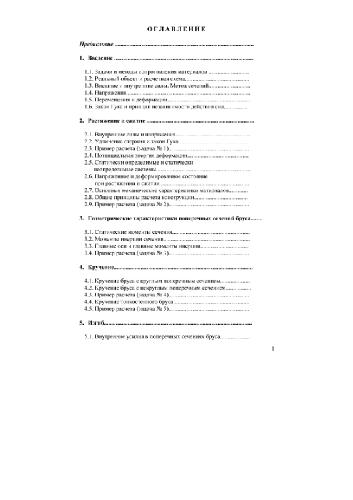 ОГЛАВЛЕНИЕ
Предисловие
1. Введение
1.1. Задачи и методы сопротивления материалов
1.2. Реальный объект и расчетная схема
1.3. Внешние и внутренние силы. Метод сечений
1.4. Напряжения
1.5. Перемещения и деформации
1.6. Закон Гука и принцип независимости действия сил
2. Растяжение и сжатие
2.1. Внутренние силы и напряжения
2.2. Удлинение стержня и закон Гука
2.3. Пример расчета (задача № 1)
2.4. Потенциальная энергия деформации
2.5. Статически определимые и статически
неопределимые системы
2.6. Напряженное и деформированное состояние
при растяжении и сжатии
2.7. Основные механические характеристики материалов
2.8. Общие принципы расчета конструкции
2.9. Пример расчета (задача № 2)
3. Геометрические характеристики поперечных сечений бруса
3.1. Статические моменты сечения
3.2. Моменты инерции сечения
3.3. Главные оси и главные моменты инерции
3.4. Пример расчета (задача № 3)
4. Кручение
4.1. Кручение бруса с круглым поперечным сечением
4.2. Кручение бруса с некруглым поперечным сечением
4.3. Пример расчета (задача № 4)
4.4. Кручение тонкостенного бруса
4.5. Пример расчета (задача № 5)
5. Изгиб
5.1. Внутренние усилия в поперечных сечениях бруса